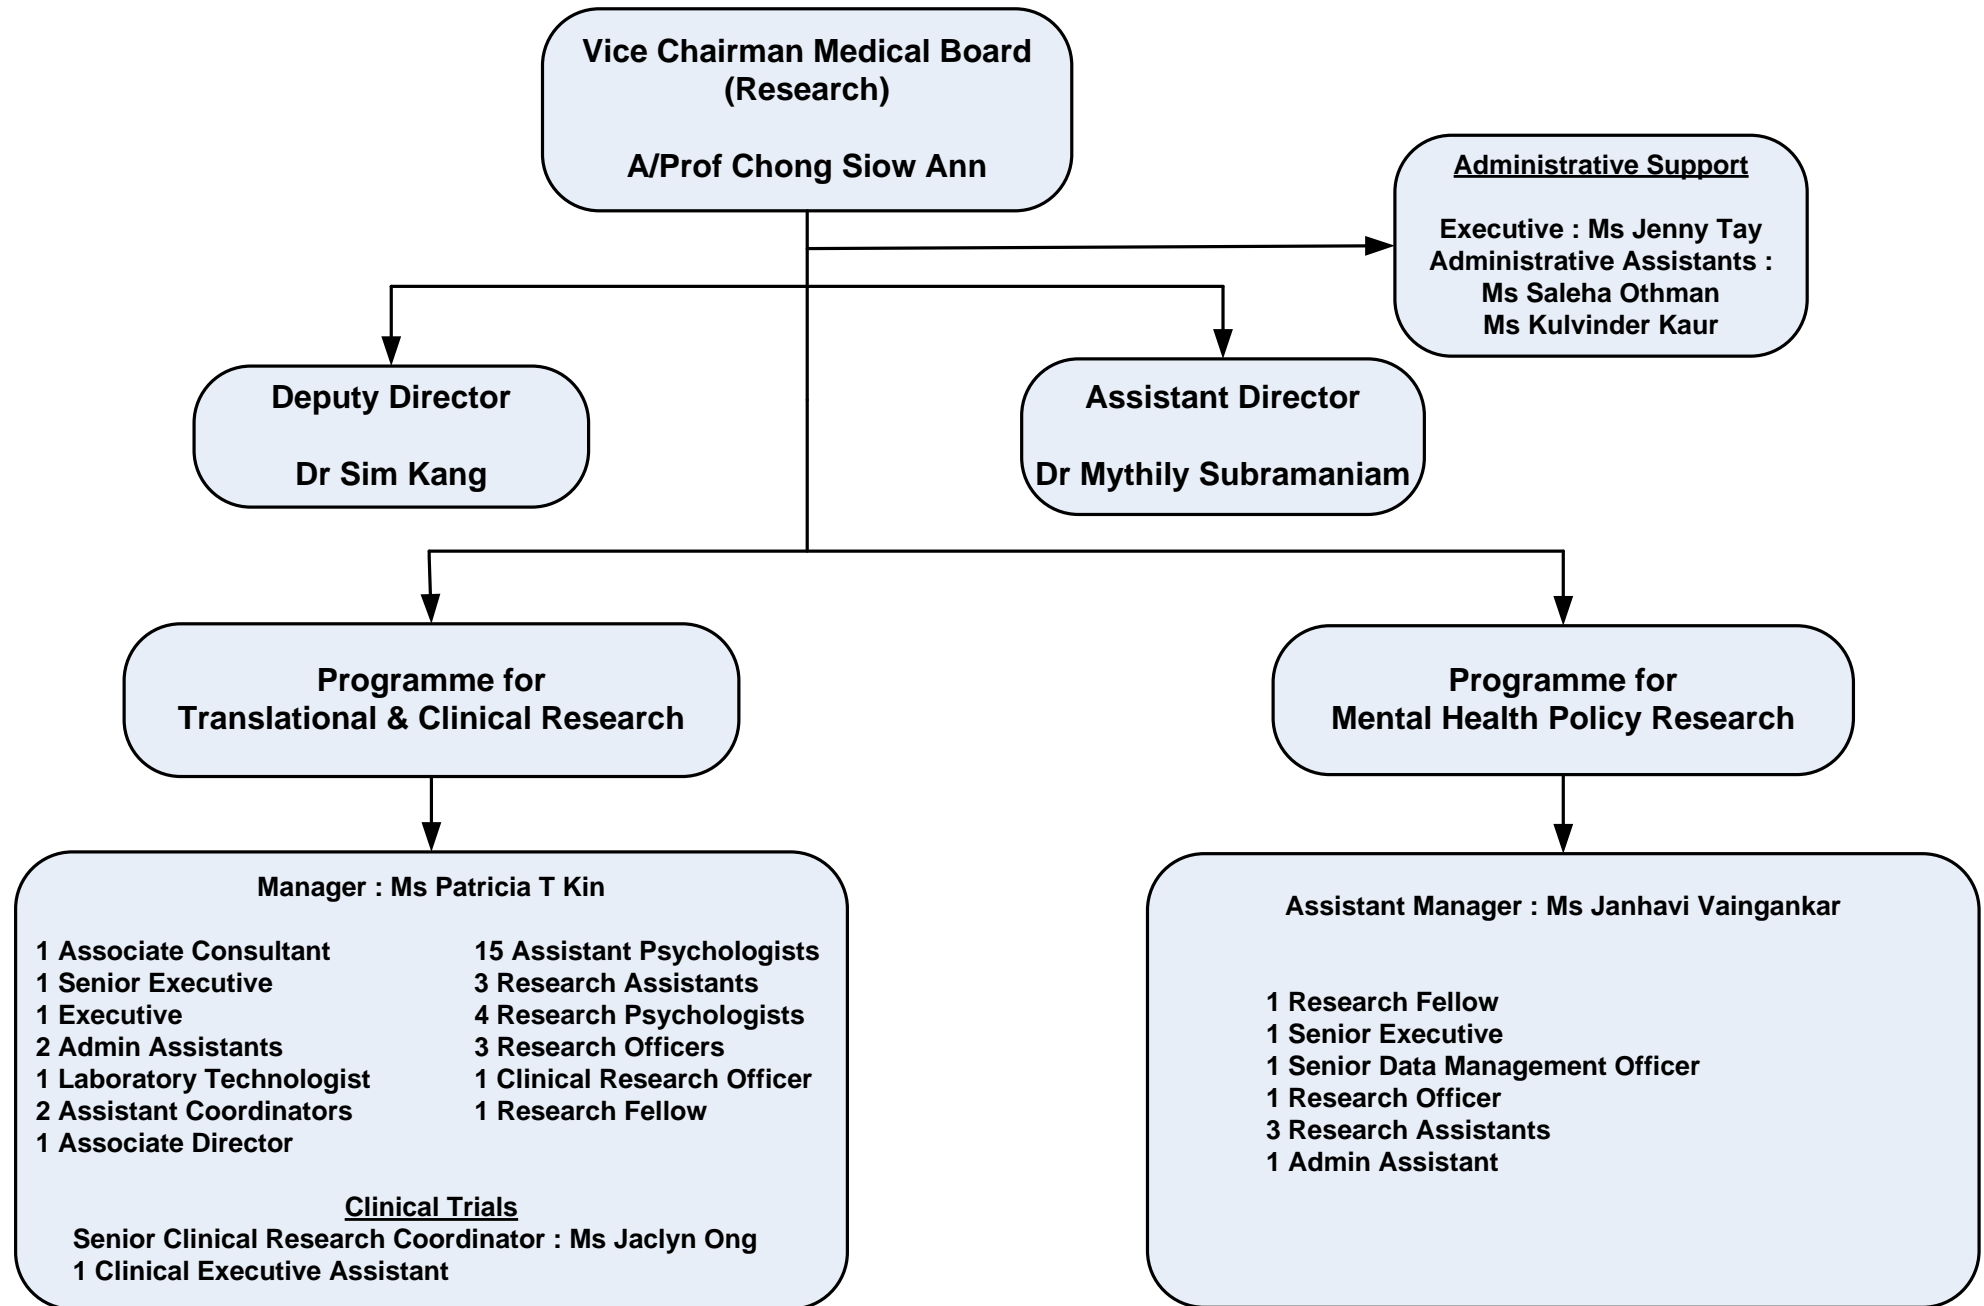 Vice Chairman Medical Board
(Research)
A/Prof Chong Siow Ann
Administrative Support
Executive : Ms Jenny Tay
Administrative Assistants :
Ms Saleha Othman
Ms Kulvinder Kaur
Deputy Director
Dr Sim Kang
Assistant Director
Dr Mythily Subramaniam
Programme for
Translational & Clinical Research
Programme for
Mental Health Policy Research
Manager : Ms Patricia T Kin
1 Associate Consultant
1 Senior Executive
1 Executive
2 Admin Assistants
1 Laboratory Technologist
2 Assistant Coordinators
1 Associate Director
15 Assistant Psychologists
3 Research Assistants
4 Research Psychologists
3 Research Officers
1 Clinical Research Officer
1 Research Fellow
Clinical Trials
Senior Clinical Research Coordinator : Ms Jaclyn Ong
1 Clinical Executive Assistant
Assistant Manager : Ms Janhavi Vaingankar
1 Research Fellow
1 Senior Executive
1 Senior Data Management Officer
1 Research Officer
3 Research Assistants
1 Admin Assistant